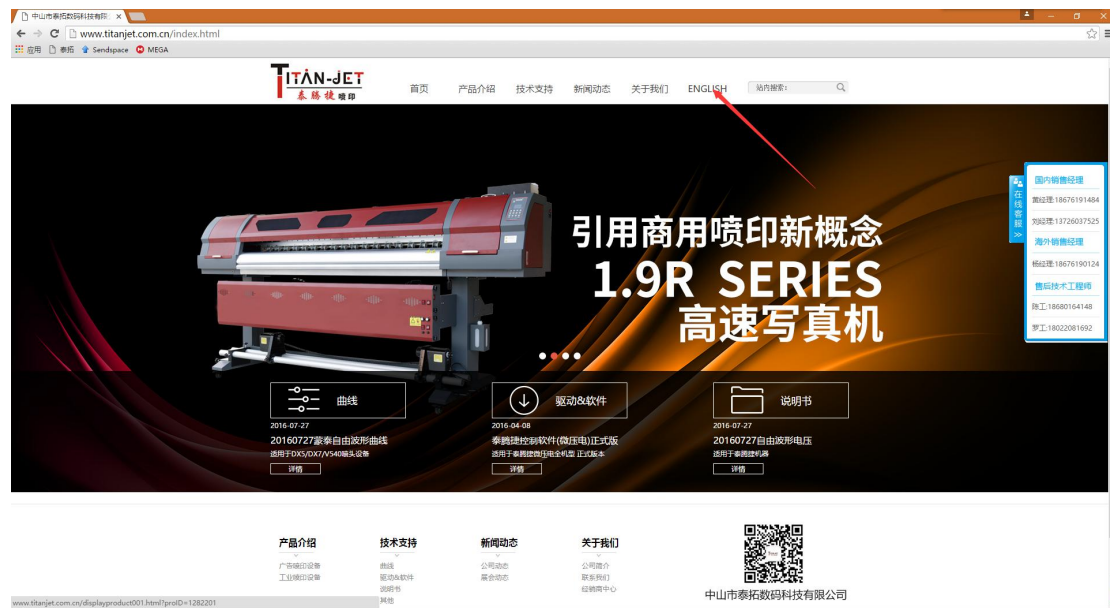 中山市泰拓数码科技有限
www.titanjet.com.cn/index.html
应用 泰拓 Sendspace MEGA
TITAN-JET
泰腾捷喷印
首页 产品介绍 技术支持 新闻动态 关于我们 ENGLISH 站内搜索:
引用商用喷印新概念
1.9R SERIES
高速写真机
在线客服
国内销售经理
黄经理:18676191484
刘经理:13726037525
海外销售经理
杨经理:18676190124
售后技术工程师
陈工:18680164148
罗工:18022081692
曲线 驱动&软件 说明书
2016-07-27 2016-04-08 2016-07-27
20160727蒙泰自由波形曲线 泰腾捷控制软件(微压电)正式版 20160727自由波形电压
适用于DX5/DX7/V540喷头设备 适用于泰腾捷微压电全机型 正式版本 适用于泰腾捷机器
详情 详情 详情
产品介绍 技术支持 新闻动态 关于我们
广告喷印设备 曲线 公司动态 公司简介
工业喷印设备 驱动&软件 展会动态 联系我们
说明书 经销商中心
其他
中山市泰拓数码科技有限公司
www.titanjet.com.cn/displayproduct001.html?proID=1282201